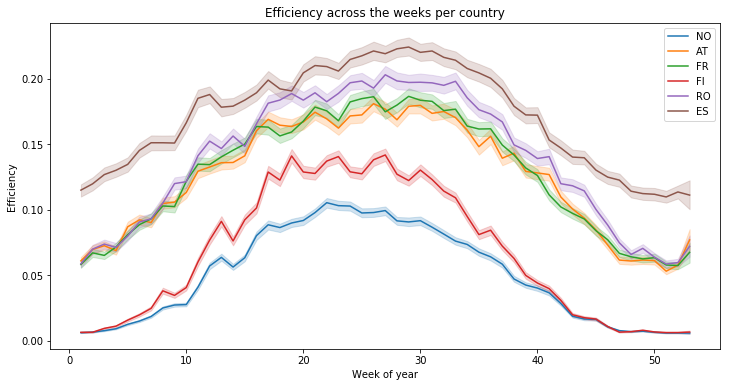 Efficiency across the weeks per country
NO
AT
FR
FI
RO
ES
Efficiency
0.20
0.15
0.10
0.05
0.00
0 10 20 30 40 50
Week of year